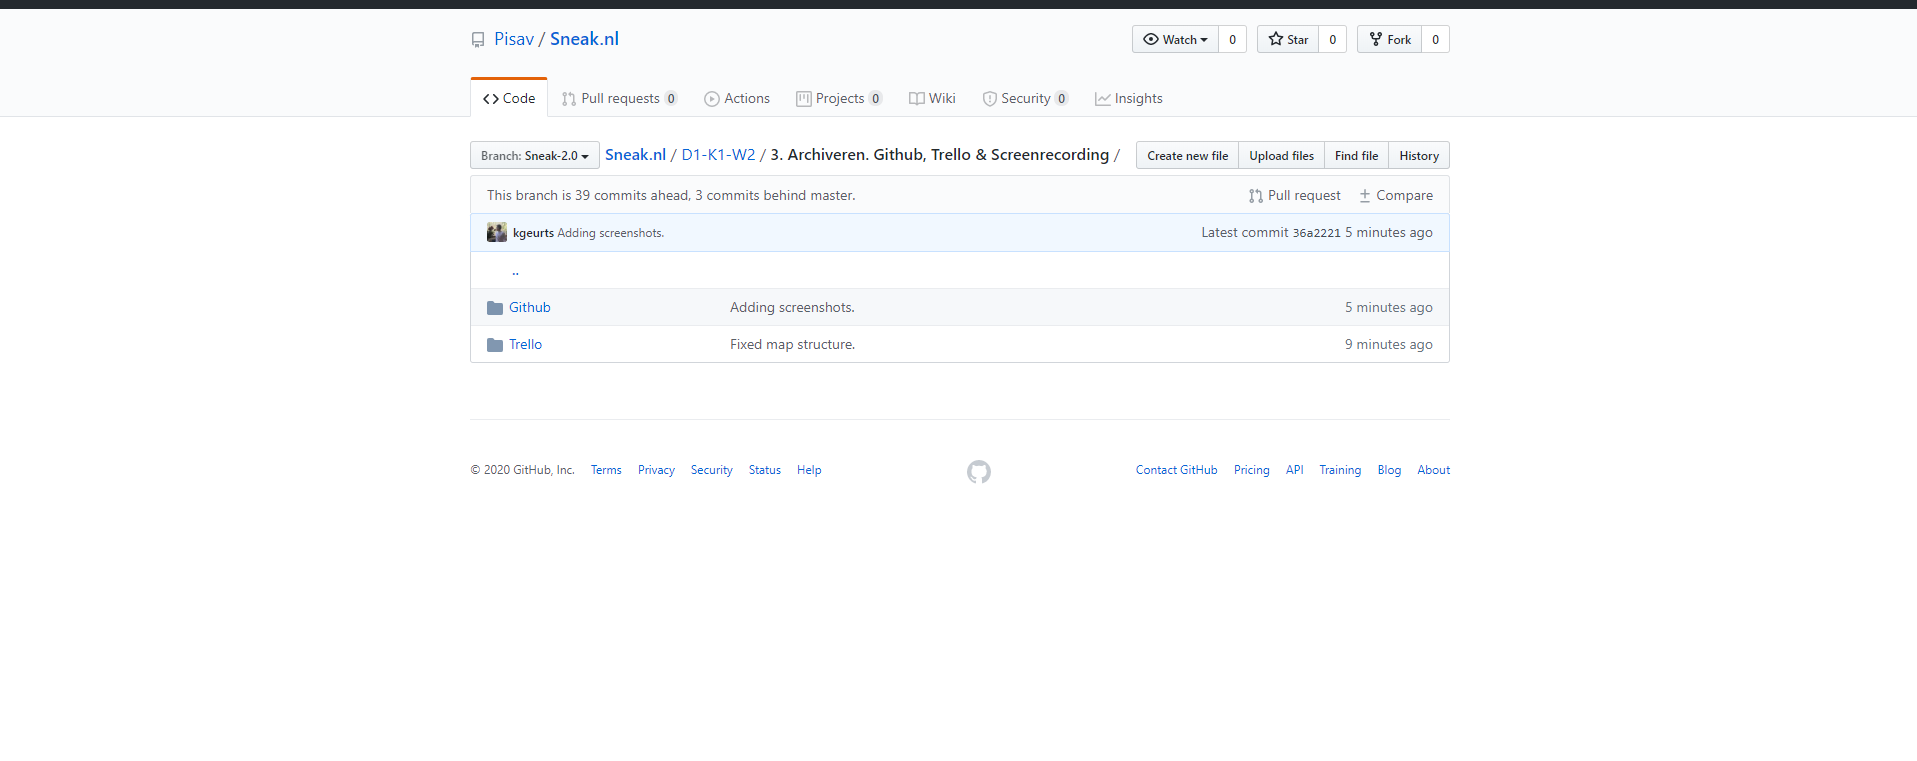 Pisav / Sneak.nl
Watch 0 Star 0 Fork 0
Code Pull requests 0 Actions Projects 0 Wiki Security 0 Insights
Branch: Sneak-2.0 Sneak.nl / D1-K1-W2 / 3. Archiveren. Github, Trello & Screenrecording / Create new file Upload files Find file History
This branch is 39 commits ahead, 3 commits behind master. Pull request Compare
kgeurts Adding screenshots. Latest commit 36a2221 5 minutes ago
..
Github Adding screenshots. 5 minutes ago
Trello Fixed map structure. 9 minutes ago
© 2020 GitHub, Inc. Terms Privacy Security Status Help Contact GitHub Pricing API Training Blog About